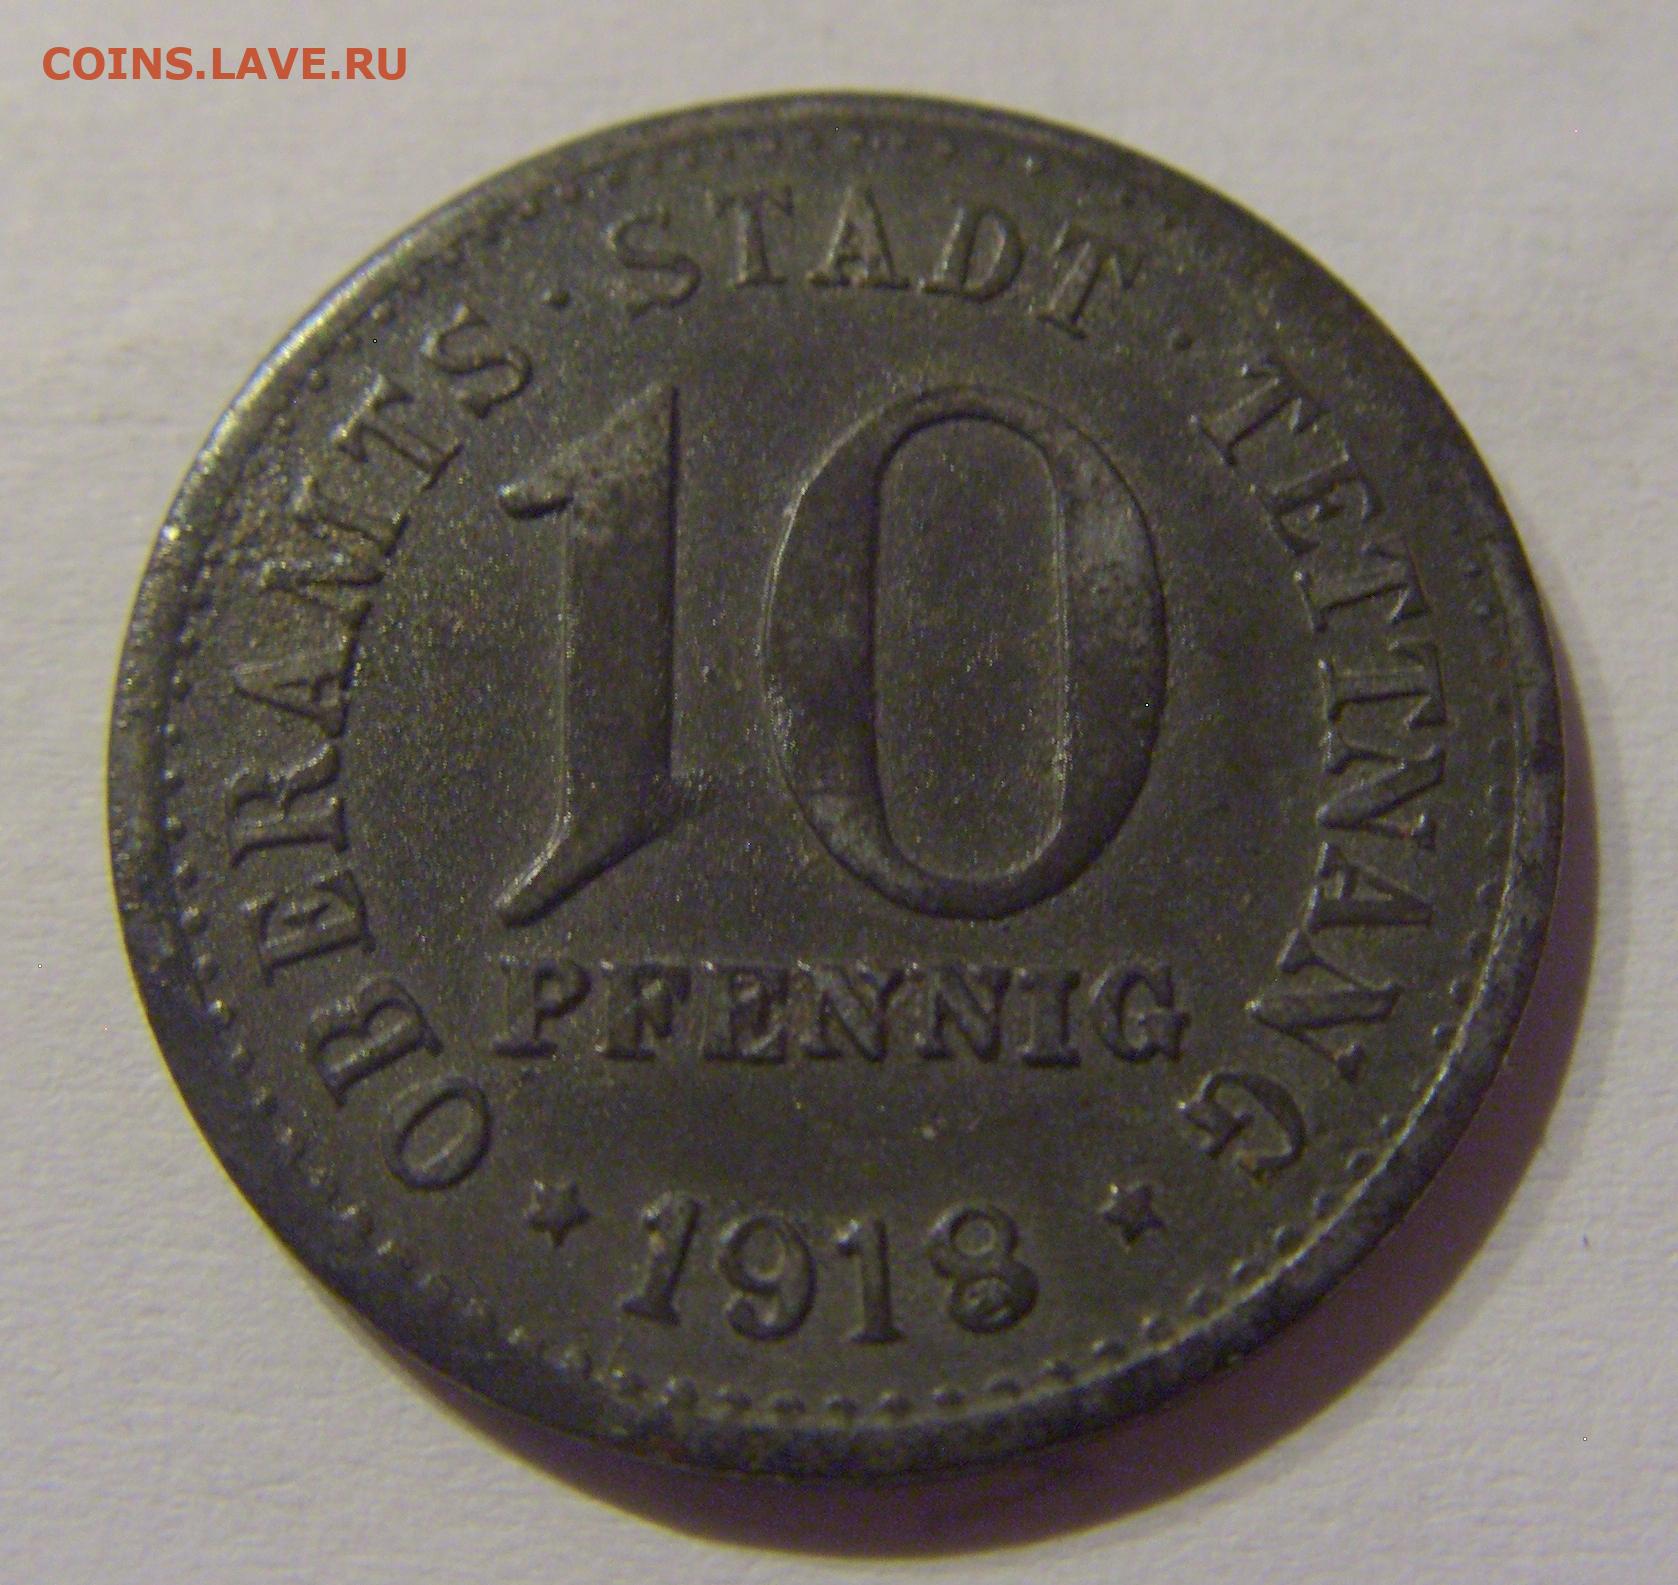 COINS.LAVE.RU
OBERAMTS · STADT · TETTNANG
10
PFENNIG
★ 1918 ★